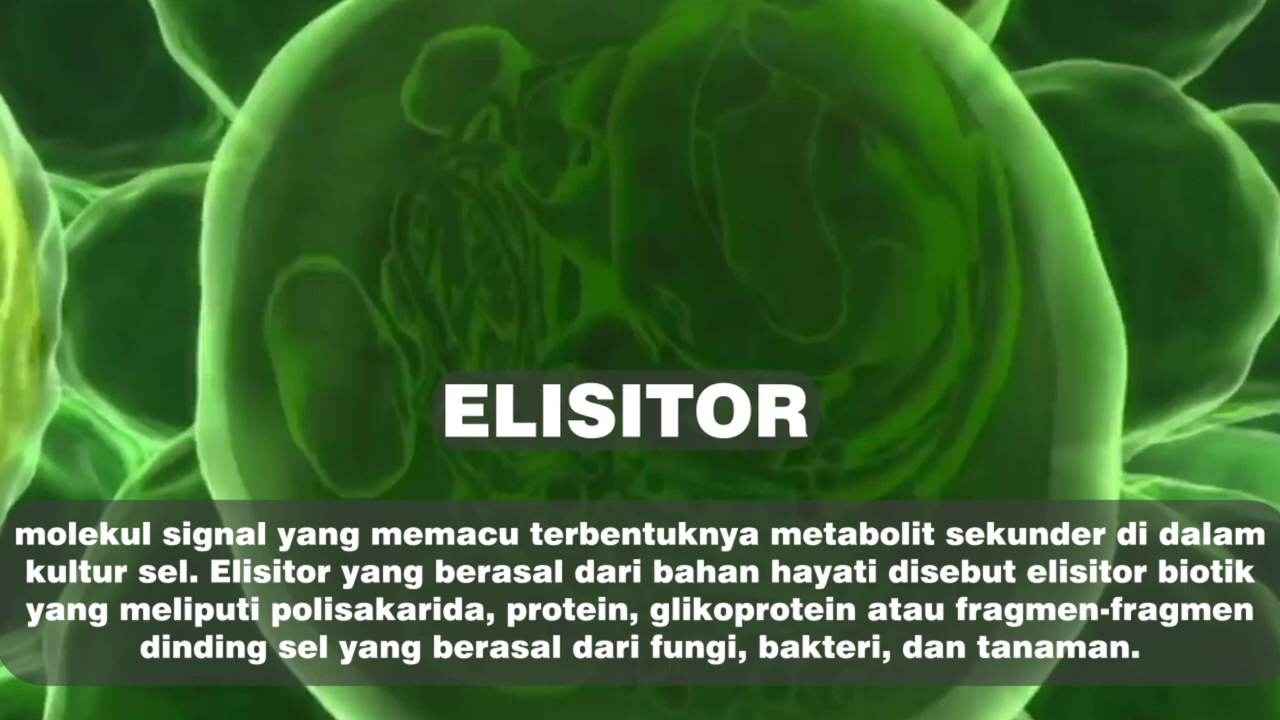 ELISITOR
molekul signal yang memacu terbentuknya metabolit sekunder di dalam
kultur sel. Elisitor yang berasal dari bahan hayati disebut elisitor biotik
yang meliputi polisakarida, protein, glikoprotein atau fragmen-fragmen
dinding sel yang berasal dari fungi, bakteri, dan tanaman.